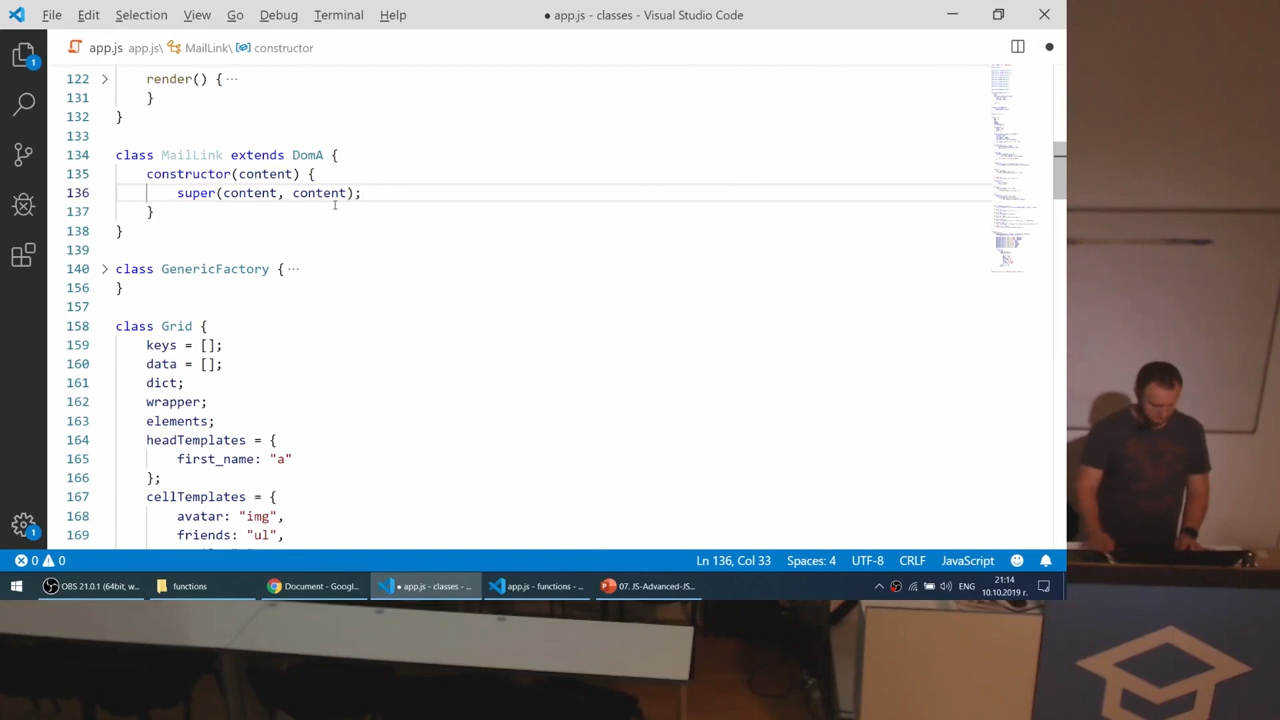 File Edit Selection View Go Debug Terminal Help
● app.js - classes - Visual Studio Code
app.js app.js\ MailLink\ constructor
122 render() { ...
131
132
133
134 class MailLink extends DomA {
135 constructor(content)
136 super(content, content);
137
138
139
140 class GenericFactory { ...
156 }
157
158 class Grid {
159 keys = [];
160 data = [];
161 dict;
162 wrapper;
163 elements;
164 headTemplates = {
165 first_name: "a"
166 };
167 cellTemplates = {
168 avatar: "img",
169 friends: "ul",
1
1
0 0 Ln 136, Col 33 Spaces: 4 UTF-8 CRLF JavaScript
OBS 21.0.1 (64bit, w... functions Document - Googl... ● app.js - classes - ... app.js - functions - ... 07. JS-Advanced-JS... ENG 21:14
10.10.2019 г.